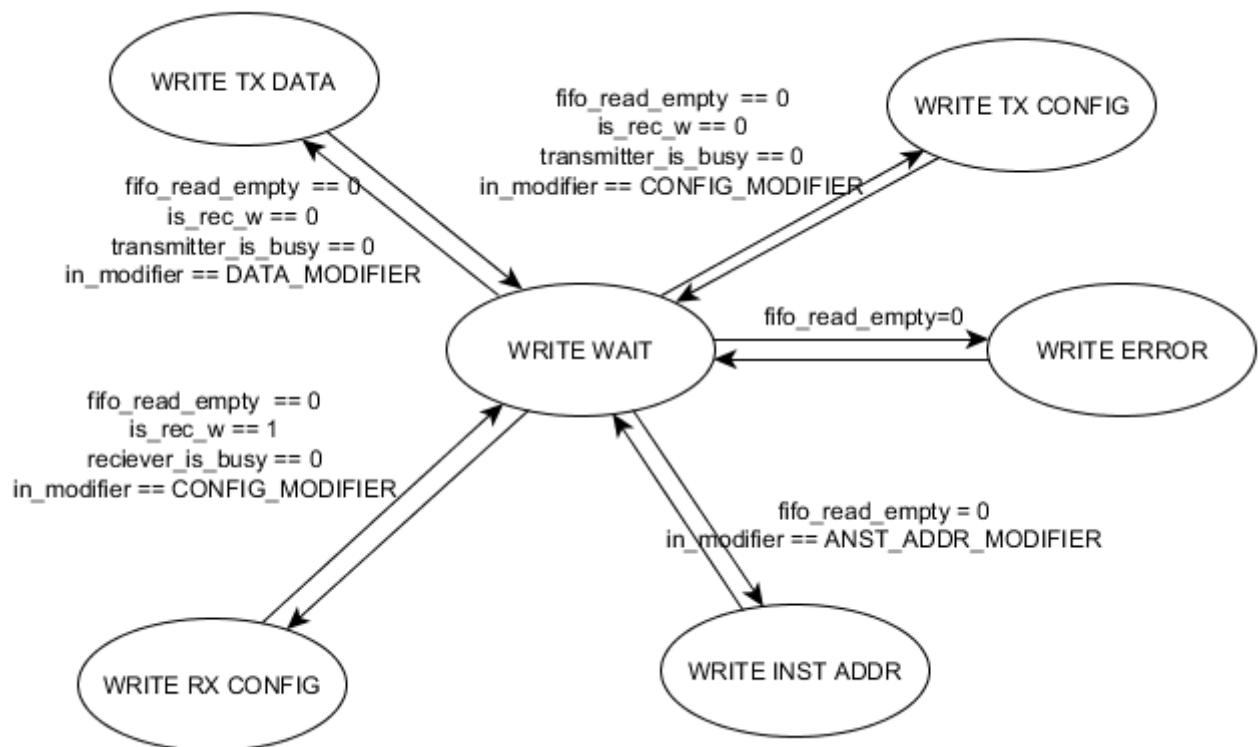 WRITE TX DATA
fifo_read_empty == 0
is_rec_w == 0
transmitter_is_busy == 0
in_modifier == DATA_MODIFIER
fifo_read_empty == 0
is_rec_w == 0
transmitter_is_busy == 0
in_modifier == CONFIG_MODIFIER
WRITE TX CONFIG
WRITE WAIT
fifo_read_empty=0
WRITE ERROR
fifo_read_empty == 0
is_rec_w == 1
reciever_is_busy == 0
in_modifier == CONFIG_MODIFIER
fifo_read_empty = 0
in_modifier == ANST_ADDR_MODIFIER
WRITE RX CONFIG
WRITE INST ADDR